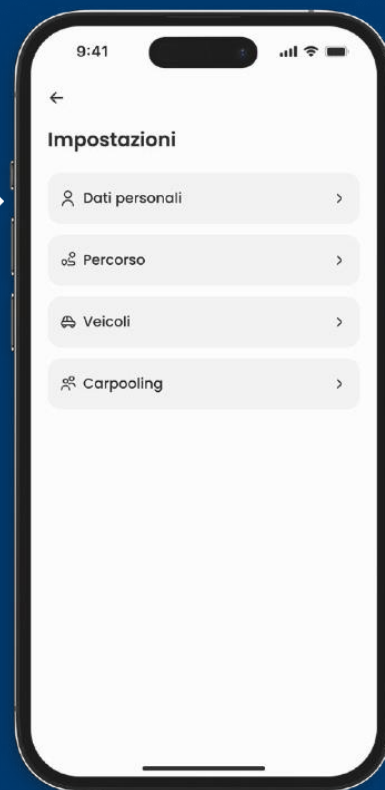 9:41
Impostazioni
Dati personali
Percorso
Veicoli
Carpooling